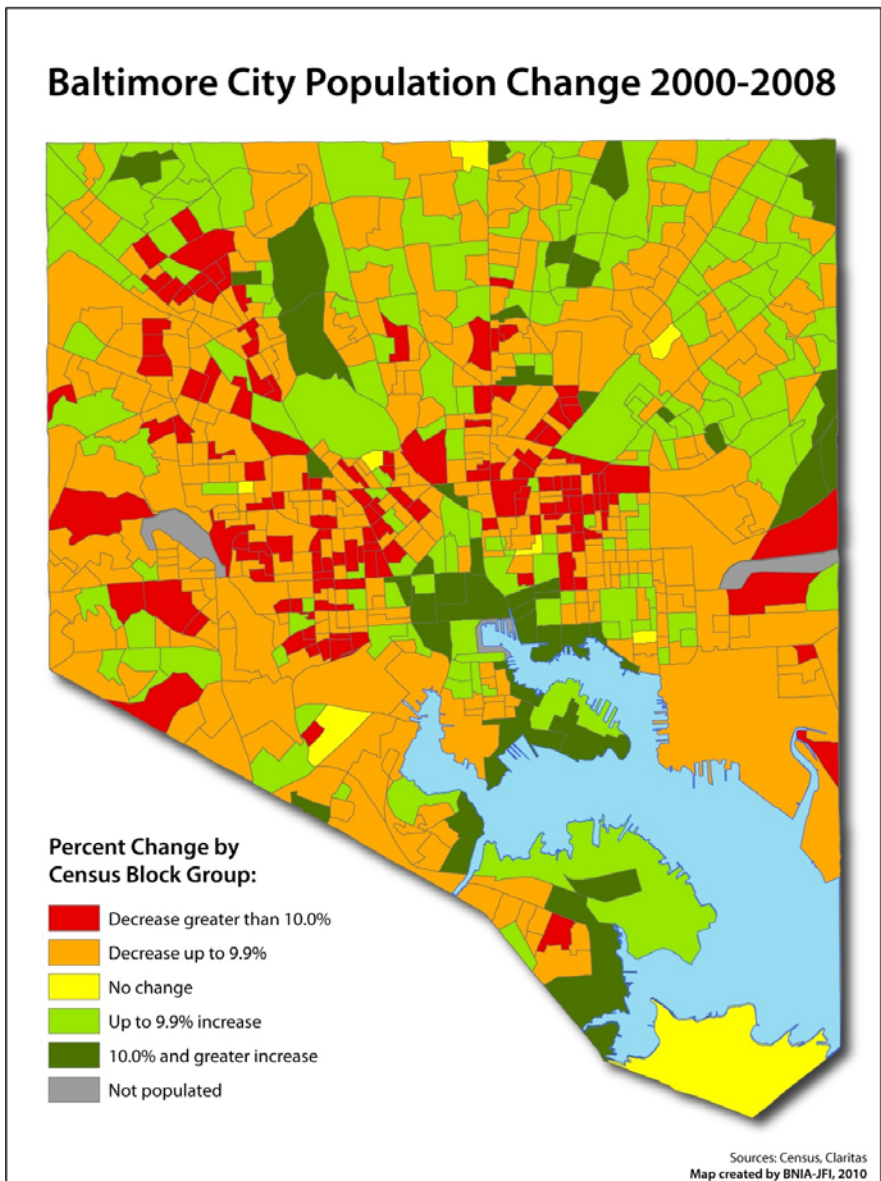 Baltimore City Population Change 2000-2008
Percent Change by
Census Block Group:
Decrease greater than 10.0%
Decrease up to 9.9%
No change
Up to 9.9% increase
10.0% and greater increase
Not populated
Sources: Census, Claritas
Map created by BNIA-JFI, 2010